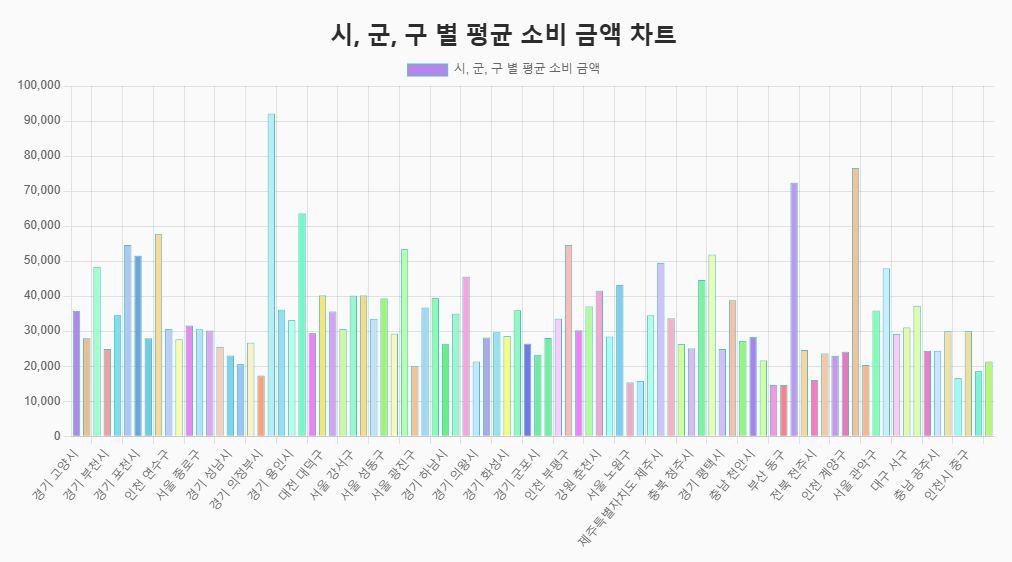 시, 군, 구 별 평균 소비 금액 차트
시, 군, 구 별 평균 소비 금액
100,000
90,000
80,000
70,000
60,000
50,000
40,000
30,000
20,000
10,000
0
경기 고양시
경기 부천시
경기 포천시
인천 연수구
서울 종로구
경기 성남시
경기 의정부시
경기 용인시
대전 대덕구
서울 강서구
서울 성동구
서울 광진구
경기 하남시
경기 의왕시
경기 화성시
경기 군포시
인천 부평구
강원 춘천시
서울 노원구
제주특별자치도 제주시
충북 청주시
경기 평택시
충남 천안시
부산 동구
전북 전주시
인천 계양구
서울 관악구
대구 서구
충남 공주시
인천시 중구